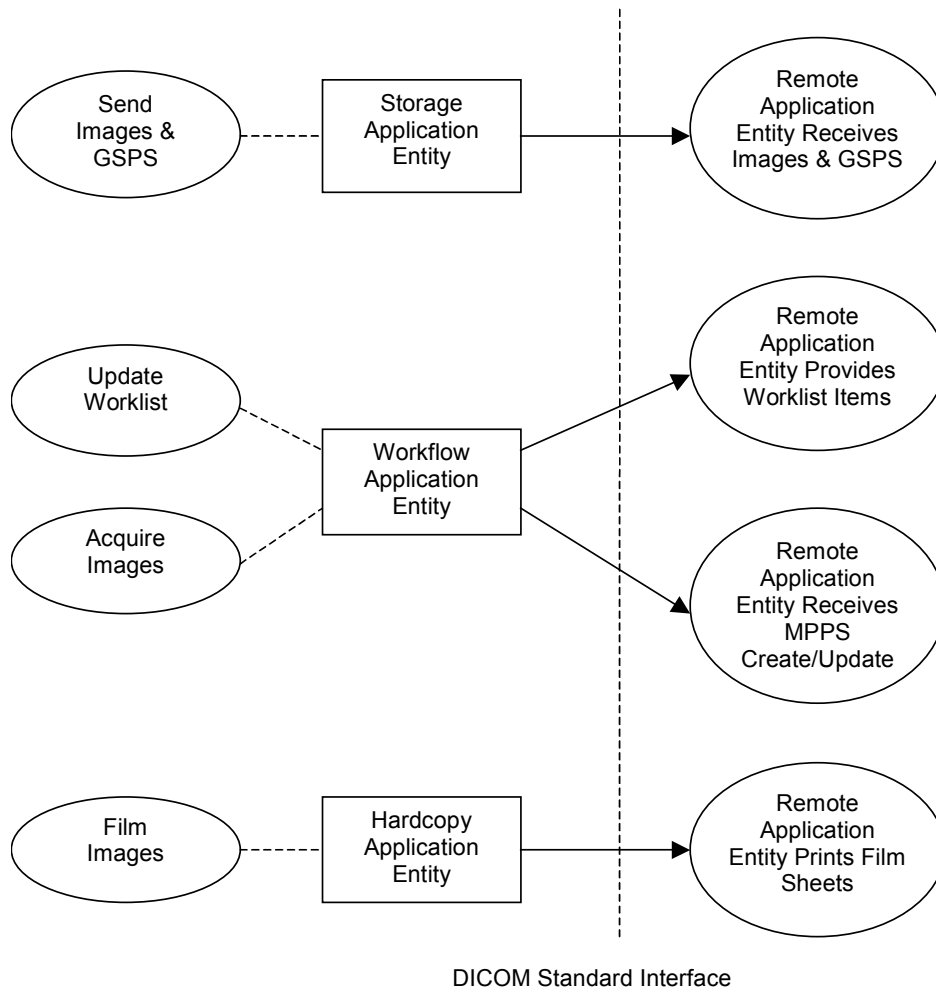 Send
Images &
GSPS
Storage
Application
Entity
Remote
Application
Entity Receives
Images & GSPS
Update
Worklist
Acquire
Images
Workflow
Application
Entity
Remote
Application
Entity Provides
Worklist Items
Remote
Application
Entity Receives
MPPS
Create/Update
Film
Images
Hardcopy
Application
Entity
Remote
Application
Entity Prints Film
Sheets
DICOM Standard Interface